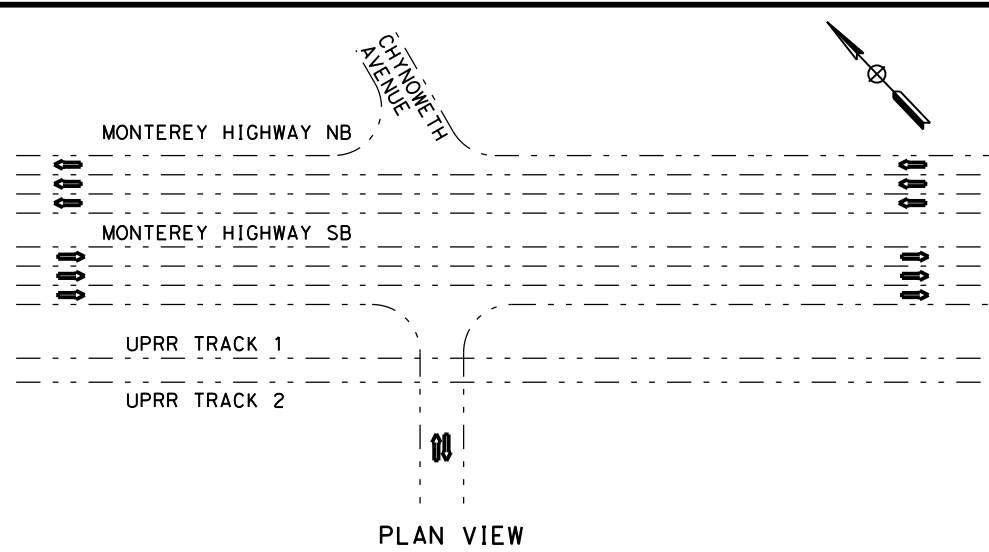 CHYNOWETH
AVENUE
MONTEREY HIGHWAY NB
MONTEREY HIGHWAY SB
UPRR TRACK 1
UPRR TRACK 2
PLAN VIEW